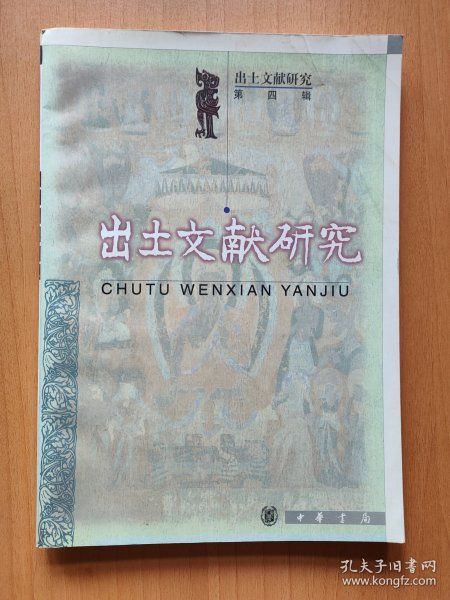 出土文献研究
第四辑
出土文献研究
CHUTU WENXIAN YANJIU
中華書局
孔夫子旧书网
www.kongfz.com